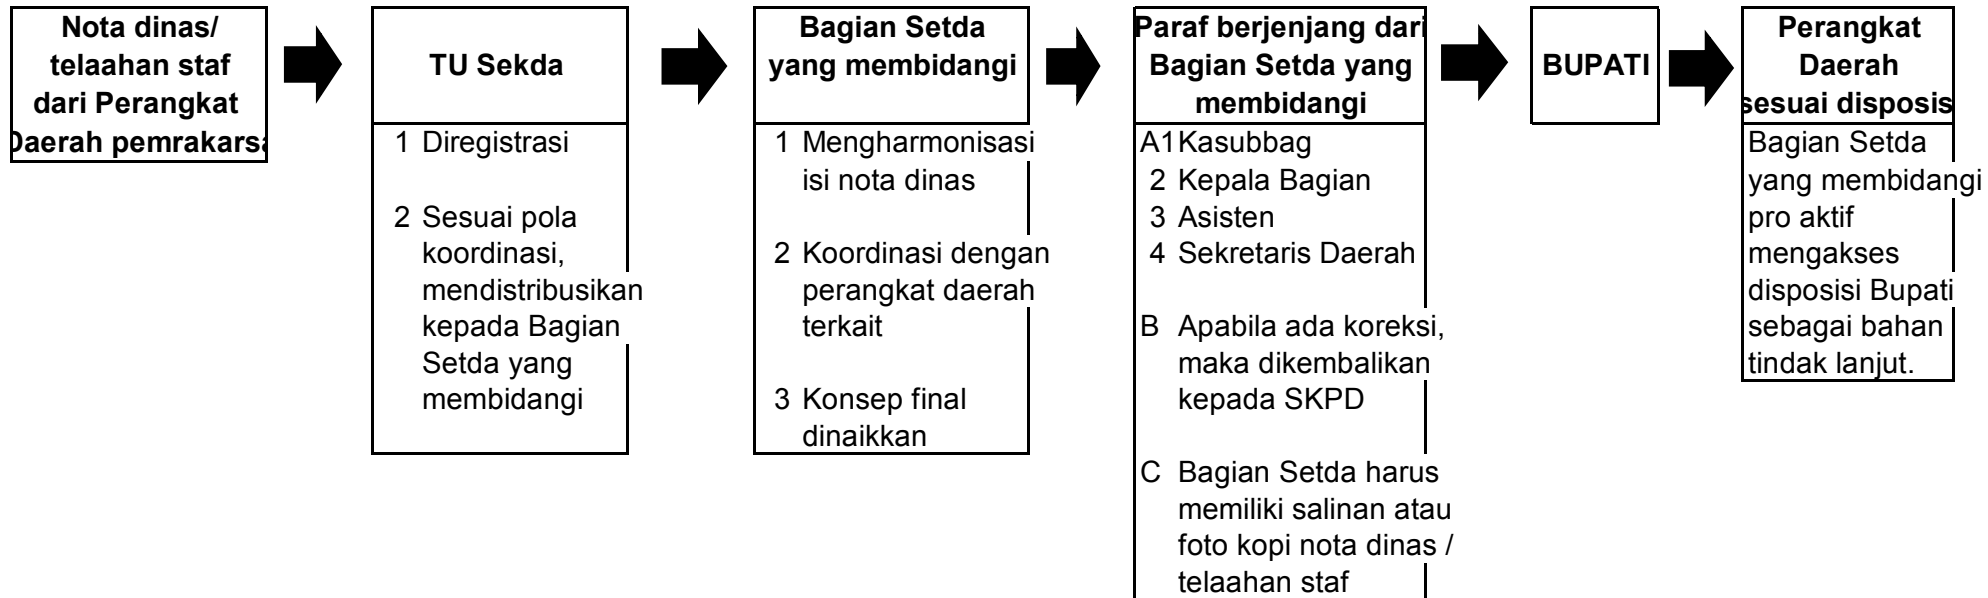 Nota dinas/
telaahan staf
dari Perangkat
Daerah pemrakarsa
TU Sekda
1 Diregistrasi
2 Sesuai pola
koordinasi,
mendistribusikan
kepada Bagian
Setda yang
membidangi
Bagian Setda
yang membidangi
1 Mengharmonisasi
isi nota dinas
2 Koordinasi dengan
perangkat daerah
terkait
3 Konsep final
dinaikkan
Paraf berjenjang dari
Bagian Setda yang
membidangi
A1 Kasubbag
2 Kepala Bagian
3 Asisten
4 Sekretaris Daerah
B Apabila ada koreksi,
maka dikembalikan
kepada SKPD
C Bagian Setda harus
memiliki salinan atau
foto kopi nota dinas /
telaahan staf
BUPATI
Perangkat
Daerah
sesuai disposis
Bagian Setda
yang membidangi
pro aktif
mengakses
disposisi Bupati
sebagai bahan
tindak lanjut.